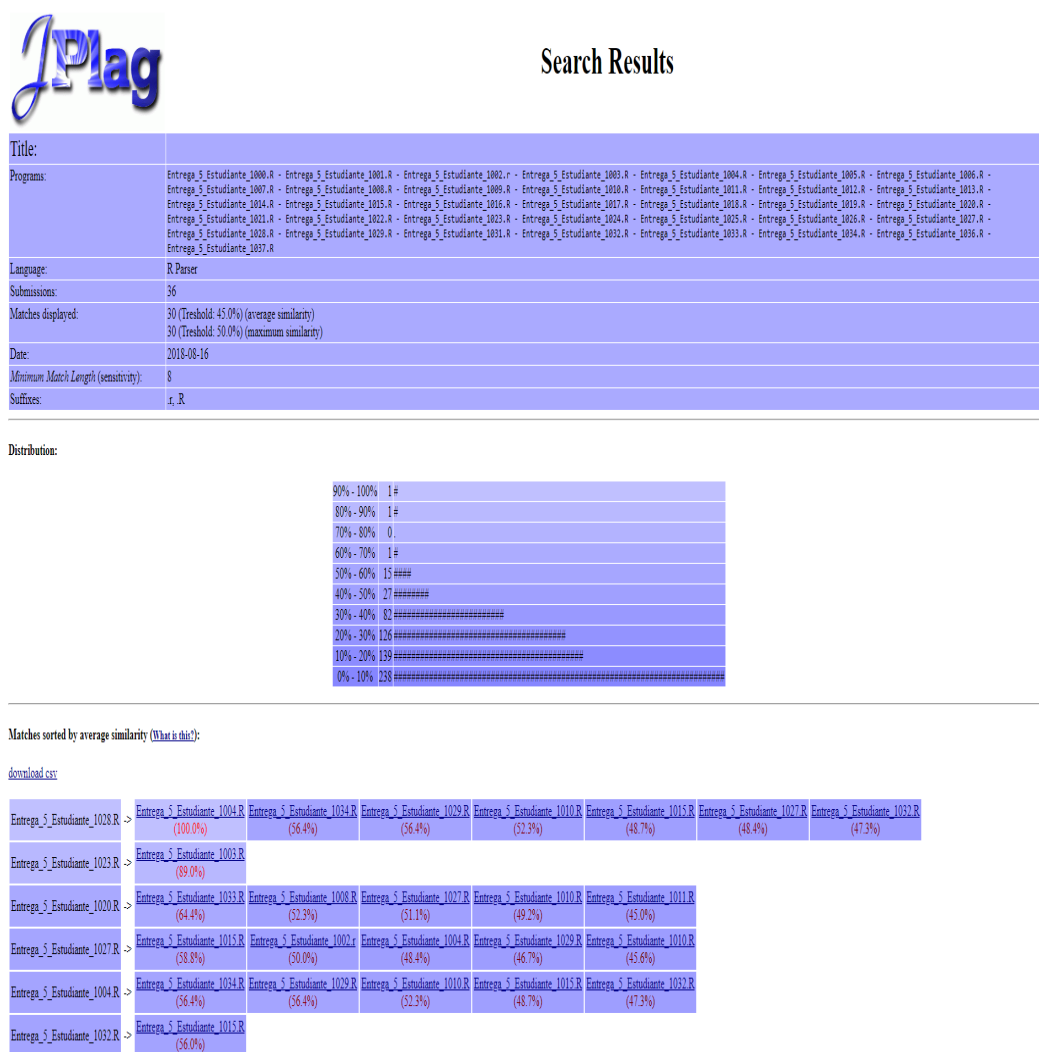 JPlag
Search Results
Title:
Programs:
Entrega_5_Estudiante_1000.R - Entrega_5_Estudiante_1001.R - Entrega_5_Estudiante_1002.r - Entrega_5_Estudiante_1003.R - Entrega_5_Estudiante_1004.R - Entrega_5_Estudiante_1005.R - Entrega_5_Estudiante_1006.R -
Entrega_5_Estudiante_1007.R - Entrega_5_Estudiante_1008.R - Entrega_5_Estudiante_1009.R - Entrega_5_Estudiante_1010.R - Entrega_5_Estudiante_1011.R - Entrega_5_Estudiante_1012.R - Entrega_5_Estudiante_1013.R -
Entrega_5_Estudiante_1014.R - Entrega_5_Estudiante_1015.R - Entrega_5_Estudiante_1016.R - Entrega_5_Estudiante_1017.R - Entrega_5_Estudiante_1018.R - Entrega_5_Estudiante_1019.R - Entrega_5_Estudiante_1020.R -
Entrega_5_Estudiante_1021.R - Entrega_5_Estudiante_1022.R - Entrega_5_Estudiante_1023.R - Entrega_5_Estudiante_1024.R - Entrega_5_Estudiante_1025.R - Entrega_5_Estudiante_1026.R - Entrega_5_Estudiante_1027.R -
Entrega_5_Estudiante_1028.R - Entrega_5_Estudiante_1029.R - Entrega_5_Estudiante_1031.R - Entrega_5_Estudiante_1032.R - Entrega_5_Estudiante_1033.R - Entrega_5_Estudiante_1034.R - Entrega_5_Estudiante_1036.R -
Entrega_5_Estudiante_1037.R
Language: R Parser
Submissions: 36
Matches displayed: 30 (Treshold: 45.0%) (average similarity)
30 (Treshold: 50.0%) (maximum similarity)
Date: 2018-08-16
Minimum Match Length (sensitivity): 8
Suffixes: .r, .R
Distribution:
90% - 100% 1 #
80% - 90% 1 #
70% - 80% 0 .
60% - 70% 1 #
50% - 60% 15 ####
40% - 50% 27 ########
30% - 40% 82 #########################
20% - 30% 126 #######################################
10% - 20% 139 ###########################################
0% - 10% 238 ###########################################################################
Matches sorted by average similarity (What is this?):
download csv
Entrega_5_Estudiante_1028.R -> Entrega_5_Estudiante_1004.R Entrega_5_Estudiante_1034.R Entrega_5_Estudiante_1029.R Entrega_5_Estudiante_1010.R Entrega_5_Estudiante_1015.R Entrega_5_Estudiante_1027.R Entrega_5_Estudiante_1032.R
(100.0%) (56.4%) (56.4%) (52.3%) (48.7%) (48.4%) (47.3%)
Entrega_5_Estudiante_1023.R -> Entrega_5_Estudiante_1003.R
(89.0%)
Entrega_5_Estudiante_1020.R -> Entrega_5_Estudiante_1033.R Entrega_5_Estudiante_1008.R Entrega_5_Estudiante_1027.R Entrega_5_Estudiante_1010.R Entrega_5_Estudiante_1011.R
(64.4%) (52.3%) (51.1%) (49.2%) (45.0%)
Entrega_5_Estudiante_1027.R -> Entrega_5_Estudiante_1015.R Entrega_5_Estudiante_1002.r Entrega_5_Estudiante_1004.R Entrega_5_Estudiante_1029.R Entrega_5_Estudiante_1010.R
(58.8%) (50.0%) (48.4%) (46.7%) (45.6%)
Entrega_5_Estudiante_1004.R -> Entrega_5_Estudiante_1034.R Entrega_5_Estudiante_1029.R Entrega_5_Estudiante_1010.R Entrega_5_Estudiante_1015.R Entrega_5_Estudiante_1032.R
(56.4%) (56.4%) (52.3%) (48.7%) (47.3%)
Entrega_5_Estudiante_1032.R -> Entrega_5_Estudiante_1015.R
(56.0%)